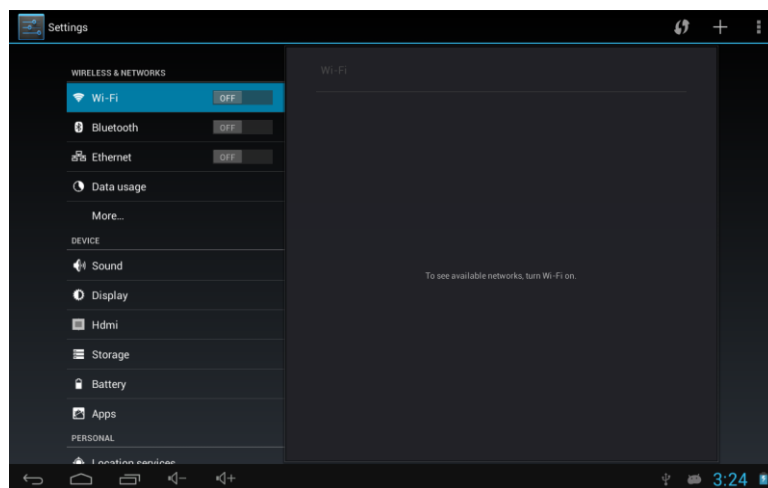 Settings
WIRELESS & NETWORKS
Wi-Fi
OFF
Bluetooth
OFF
Ethernet
OFF
Data usage
More...
DEVICE
Sound
Display
Hdmi
Storage
Battery
Apps
PERSONAL
Location services
Wi-Fi
To see available networks, turn Wi-Fi on.
3:24